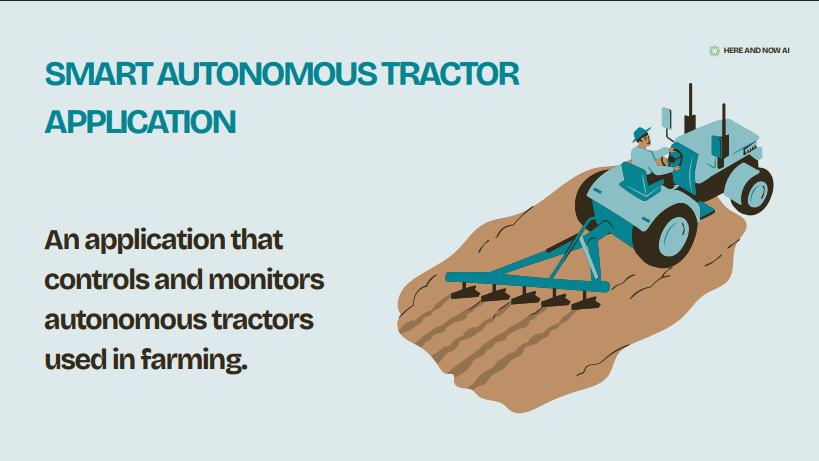 HERE AND NOW AI
SMART AUTONOMOUS TRACTOR
APPLICATION
An application that
controls and monitors
autonomous tractors
used in farming.